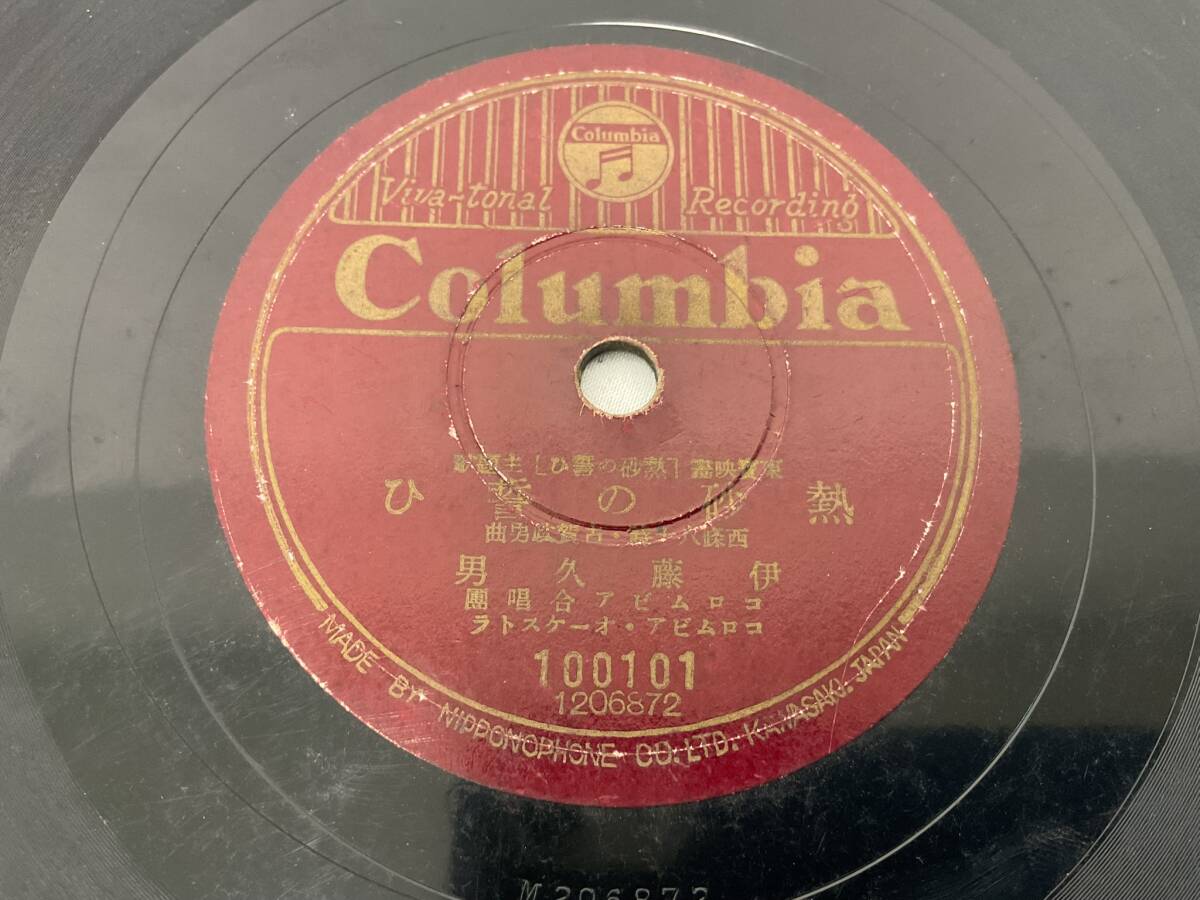 Columbia
Viva-tonal Recording
Columbia
東寶映畫「熱砂の誓ひ」主題歌
熱砂の誓ひ
西條八十詞・古賀政男曲
伊藤久男
コロムビア合唱團
コロムビア・オーケストラ
100101
1206872
MADE BY NIPPONOPHONE CO. LTD. KAWASAKI. JAPAN
M206872